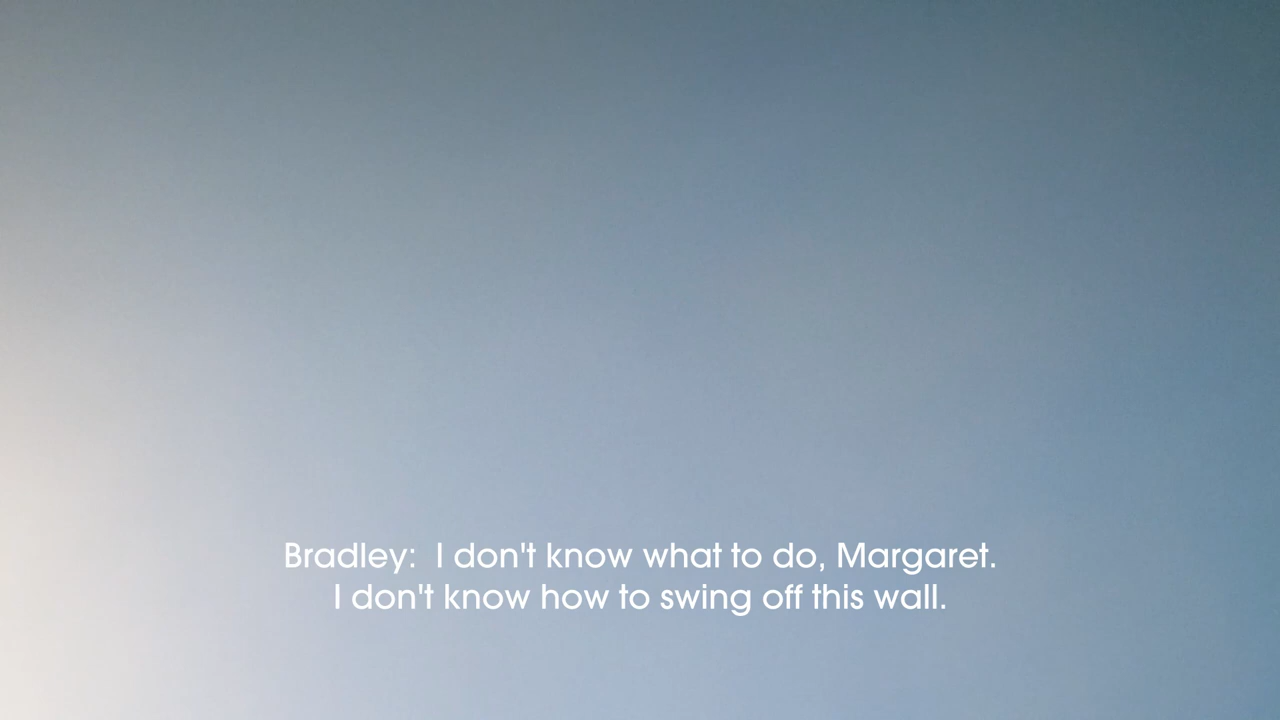 Bradley:  I don't know what to do, Margaret.
I don't know how to swing off this wall.